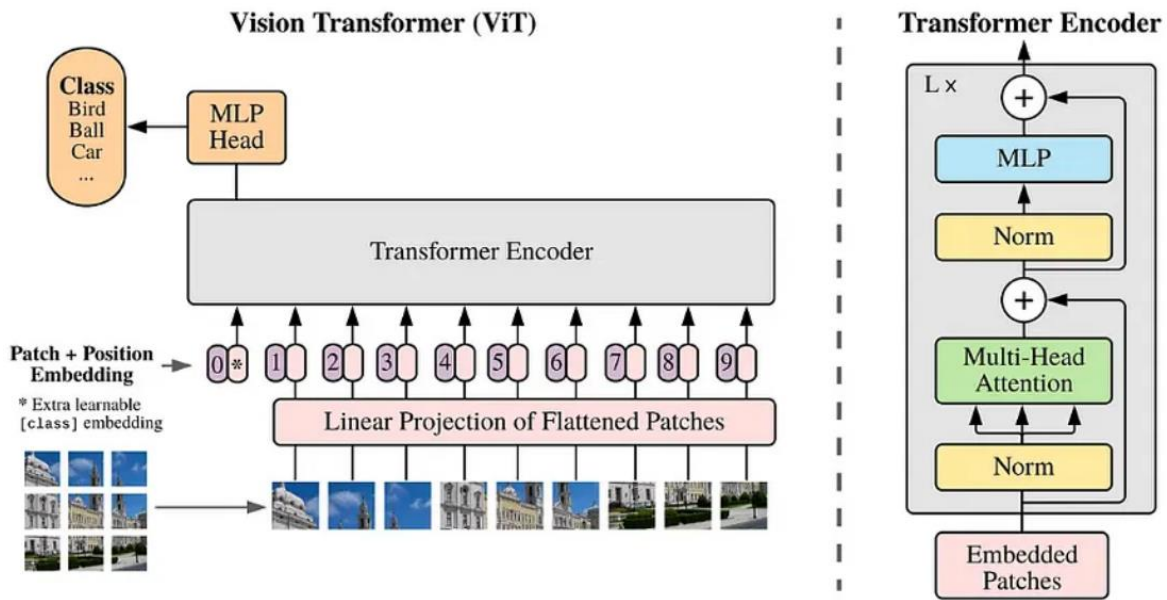 Vision Transformer (ViT)
Class
Bird
Ball
Car
...
MLP
Head
Transformer Encoder
Patch + Position
Embedding
* Extra learnable
[class] embedding
0 * 1 2 3 4 5 6 7 8 9
Linear Projection of Flattened Patches
Transformer Encoder
L x
+
MLP
Norm
+
Multi-Head
Attention
Norm
Embedded
Patches